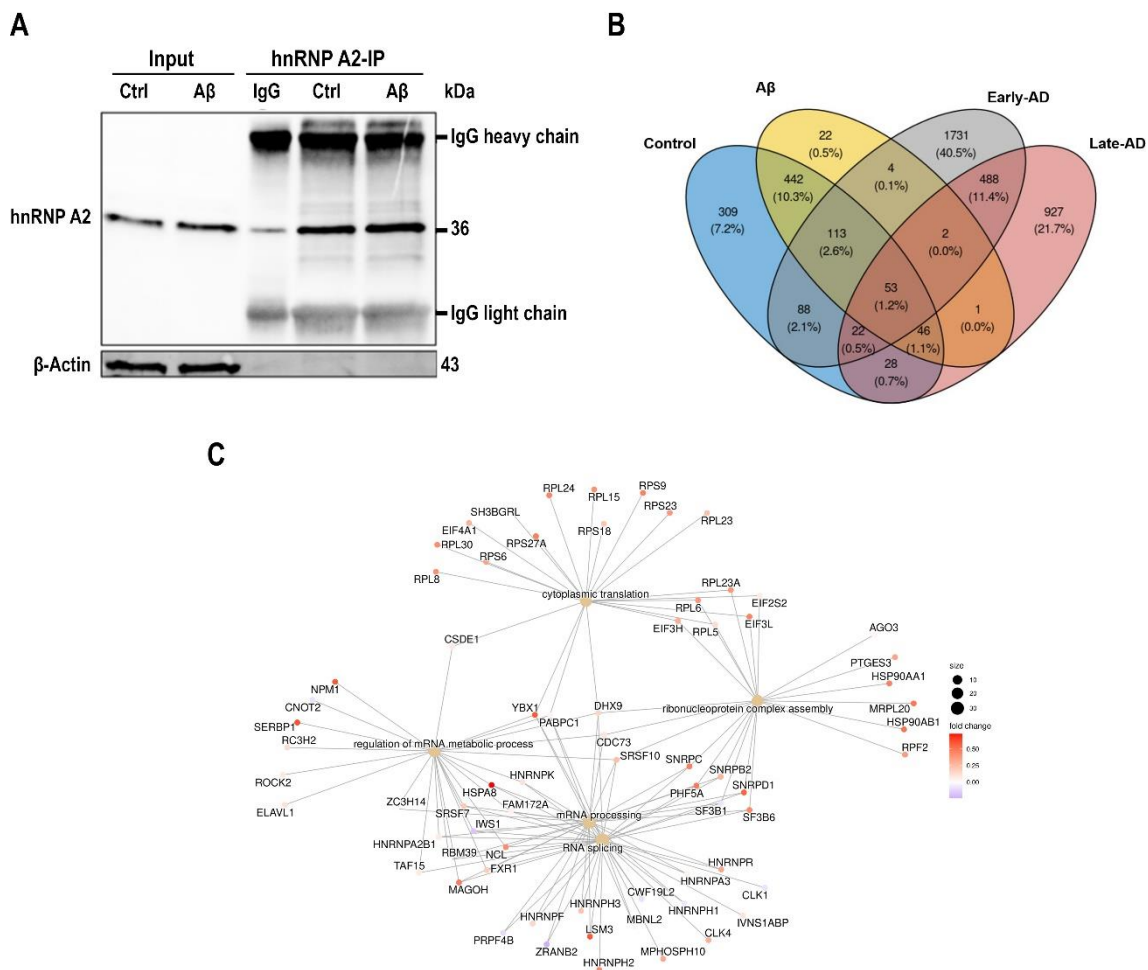 A
Input
hnRNP A2-IP
Ctrl Aβ IgG Ctrl Aβ kDa
IgG heavy chain
hnRNP A2
36
IgG light chain
β-Actin
43
B
Control
Aβ
Early-AD
Late-AD
22
(0.5%)
1731
(40.5%)
4
(0.1%)
442
(10.3%)
488
(11.4%)
309
(7.2%)
927
(21.7%)
113
(2.6%)
2
(0.0%)
53
(1.2%)
88
(2.1%)
1
(0.0%)
22
(0.5%)
46
(1.1%)
28
(0.7%)
C
RPL24
RPL15
RPS9
SH3BGRL
RPS23
EIF4A1
RPS18
RPL23
RPL30
RPS27A
RPS6
RPL8
cytoplasmic translation
RPL23A
RPL6
EIF2S2
EIF3H
RPL5
EIF3L
AGO3
CSDE1
PTGES3
HSP90AA1
NPM1
CNOT2
YBX1
DHX9
MRPL20
SERBP1
PABPC1
ribonucleoprotein complex assembly
HSP90AB1
RC3H2
regulation of mRNA metabolic process
CDC73
RPF2
SRSF10
SNRPC
ROCK2
HNRNPK
SNRPB2
HSPA8
PHF5A
SNRPD1
ELAVL1
ZC3H14
FAM172A
SRSF7
mRNA processing
SF3B1
SF3B6
IWS1
HNRNPA2B1
RBM39
NCL
RNA splicing
TAF15
FXR1
HNRNPR
MAGOH
HNRNPA3
CLK1
CWF19L2
HNRNPH3
HNRNPH1
HNRNPF
MBNL2
IVNS1ABP
LSM3
PRPF4B
CLK4
ZRANB2
MPHOSPH10
HNRNPH2
size
10
20
30
fold change
0.50
0.25
0.00